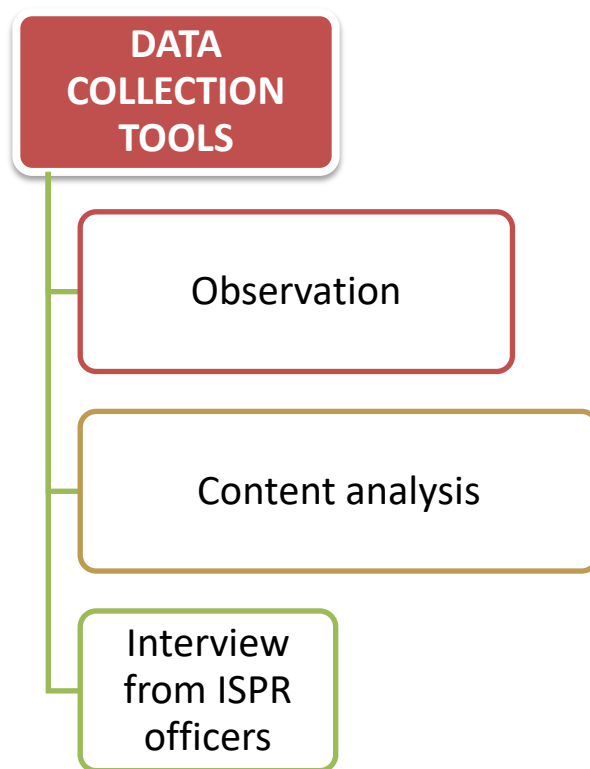 DATA
COLLECTION
TOOLS
Observation
Content analysis
Interview
from ISPR
officers